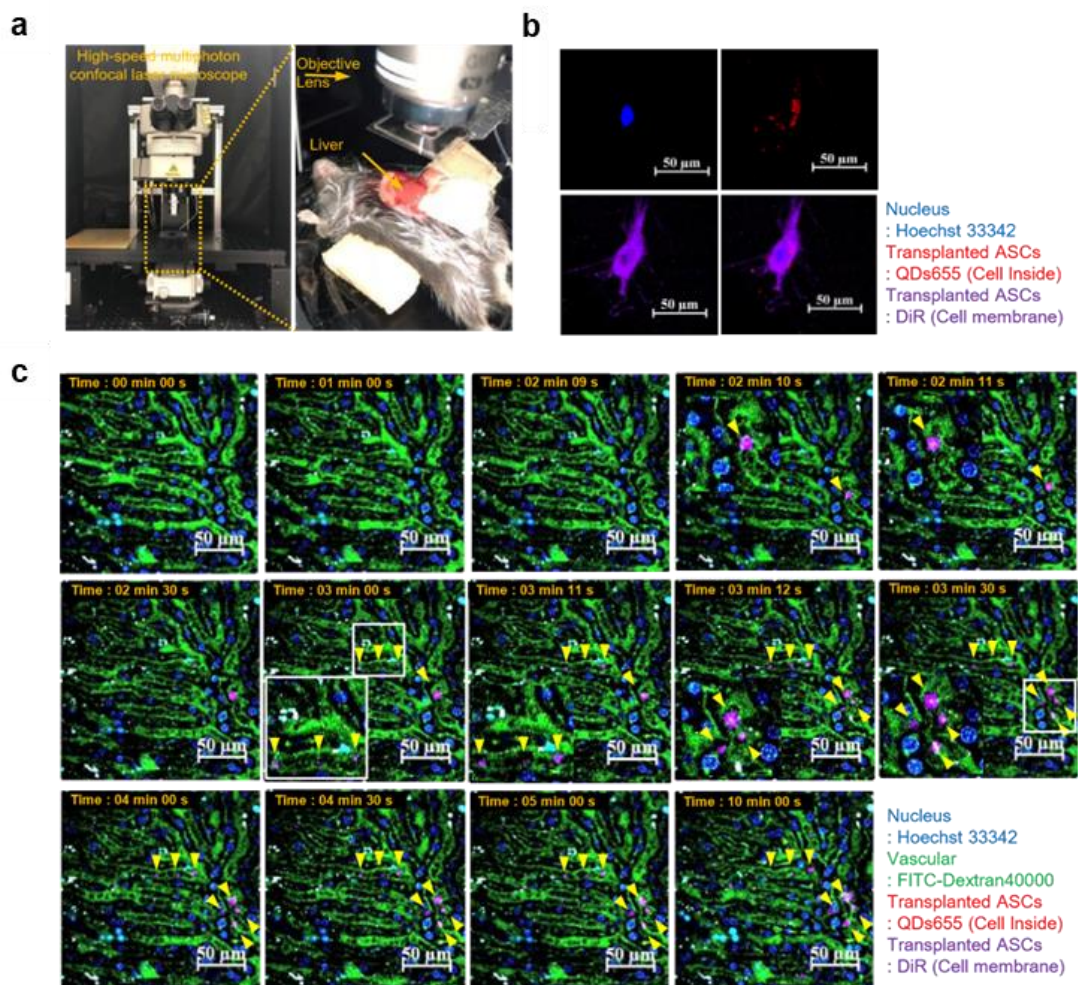 a
High-speed multiphoton
confocal laser microscope
Objective
Lens
Liver
b
50 µm
50 µm
50 µm
50 µm
Nucleus
: Hoechst 33342
Transplanted ASCs
: QDs655 (Cell Inside)
Transplanted ASCs
: DiR (Cell membrane)
c
Time : 00 min 00 s
50 µm
Time : 01 min 00 s
50 µm
Time : 02 min 09 s
50 µm
Time : 02 min 10 s
50 µm
Time : 02 min 11 s
50 µm
Time : 02 min 30 s
50 µm
Time : 03 min 00 s
50 µm
Time : 03 min 11 s
50 µm
Time : 03 min 12 s
50 µm
Time : 03 min 30 s
50 µm
Time : 04 min 00 s
50 µm
Time : 04 min 30 s
50 µm
Time : 05 min 00 s
50 µm
Time : 10 min 00 s
50 µm
Nucleus
: Hoechst 33342
Vascular
: FITC-Dextran40000
Transplanted ASCs
: QDs655 (Cell Inside)
Transplanted ASCs
: DiR (Cell membrane)